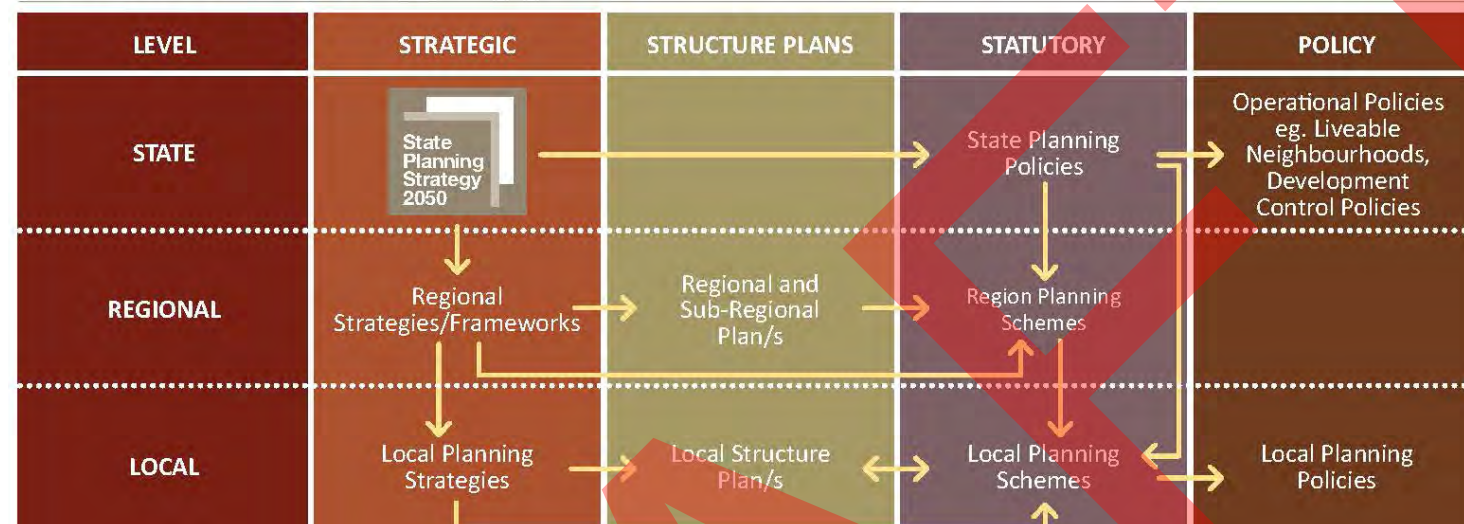 LEVEL
STRATEGIC
STRUCTURE PLANS
STATUTORY
POLICY
STATE
State
Planning
Strategy
2050
State Planning
Policies
Operational Policies
eg. Liveable
Neighbourhoods,
Development
Control Policies
REGIONAL
Regional
Strategies/Frameworks
Regional and
Sub-Regional
Plan/s
Region Planning
Schemes
LOCAL
Local Planning
Strategies
Local Structure
Plan/s
Local Planning
Schemes
Local Planning
Policies